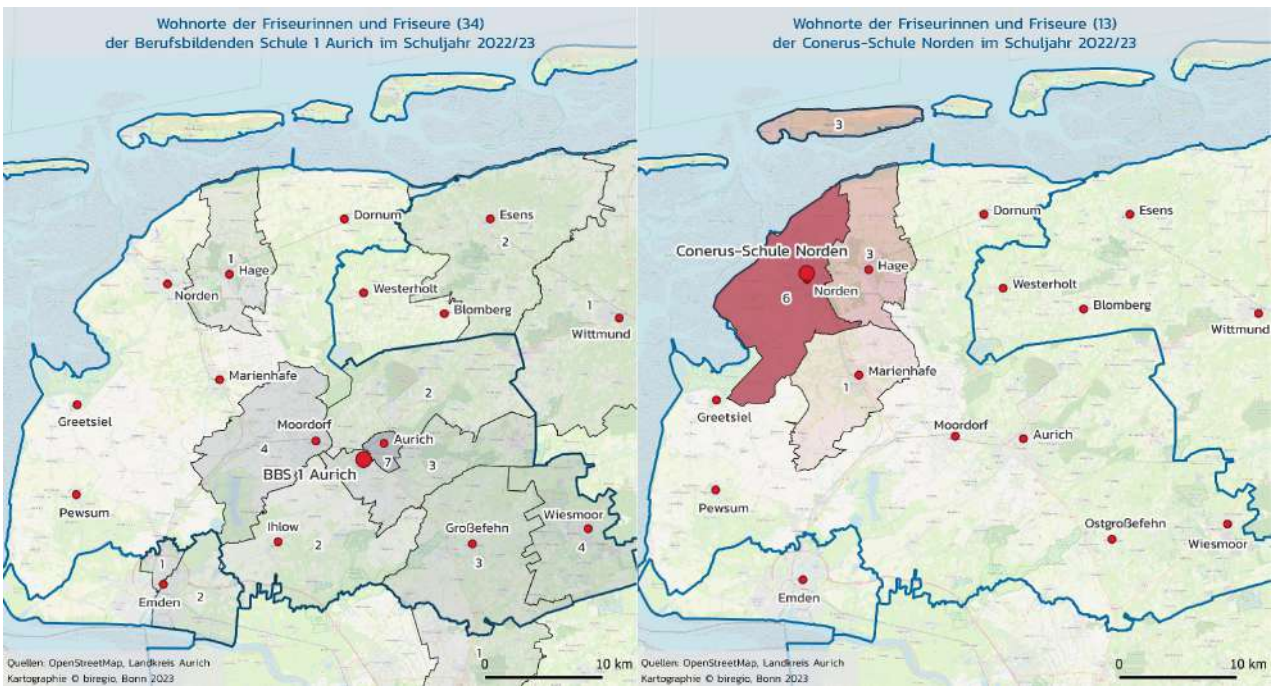 Wohnorte der Friseurinnen und Friseure (34)
der Berufsbildenden Schule 1 Aurich im Schuljahr 2022/23
Dornum
Esens
2
1
Hage
Norden
Westerholt
Blomberg
1
Wittmund
Marienhafe
2
Greetsiel
Moordorf
4
Aurich
7
3
BBS 1 Aurich
Pewsum
Ihlow
2
Großefehn
3
Wiesmoor
4
1
Emden
2
1
Quellen: OpenStreetMap, Landkreis Aurich
Kartographie © biregio, Bonn 2023
0 10 km
Wohnorte der Friseurinnen und Friseure (13)
der Conerus-Schule Norden im Schuljahr 2022/23
3
Dornum
Esens
Conerus-Schule Norden
3
Hage
Norden
6
Westerholt
Blomberg
Wittmund
Marienhafe
1
Greetsiel
Moordorf
Aurich
Pewsum
Ostgroßefehn
Wiesmoor
Emden
Quellen: OpenStreetMap, Landkreis Aurich
Kartographie © biregio, Bonn 2023
0 10 km